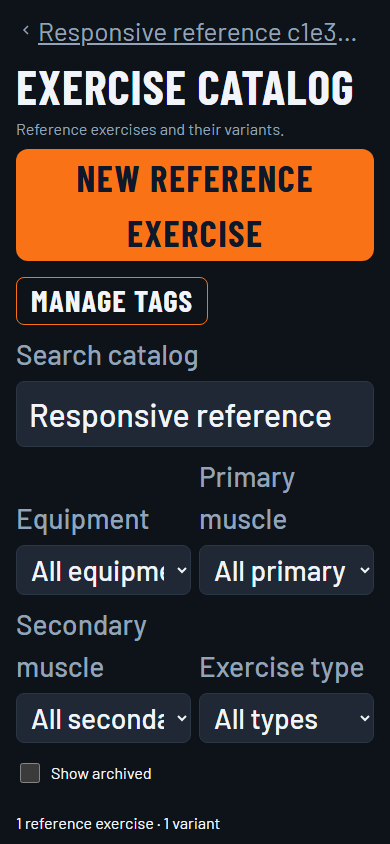 ‹ Responsive reference c1e3...
EXERCISE CATALOG
Reference exercises and their variants.
NEW REFERENCE
EXERCISE
MANAGE TAGS
Search catalog
Responsive reference
Primary
Equipment muscle
All equipme All primary
Secondary
muscle Exercise type
All seconda All types
Show archived
1 reference exercise · 1 variant